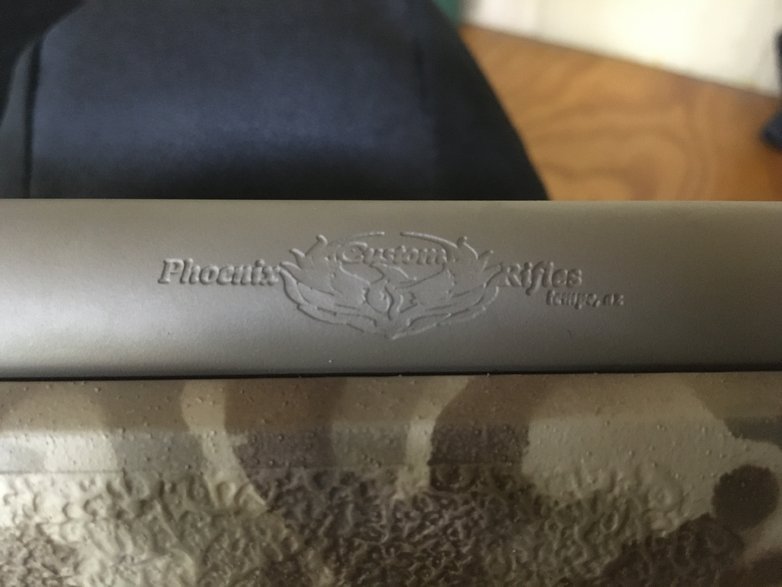 Phoenix Custom Rifles
tempe, az